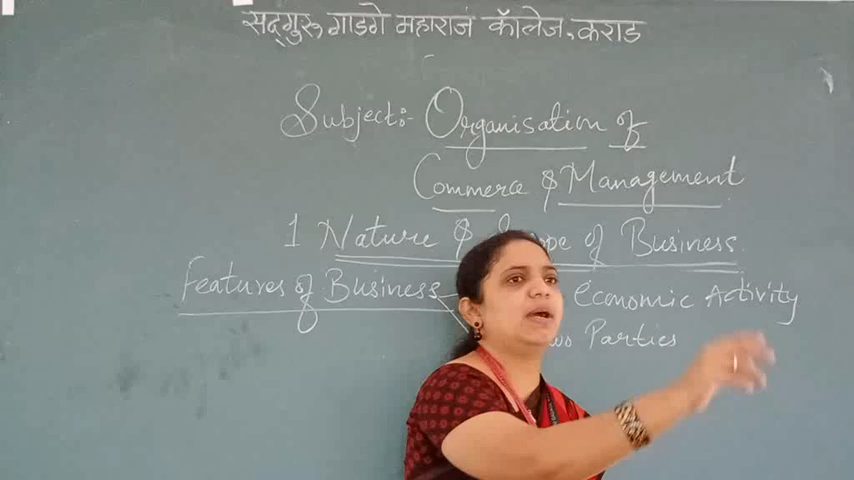 सद्गुरू गाडगे महाराज कॉलेज, कराड
Subject:- Organisation of
Commerce & Management
1 Nature & of Business
Features of Business Economic Activity
Parties